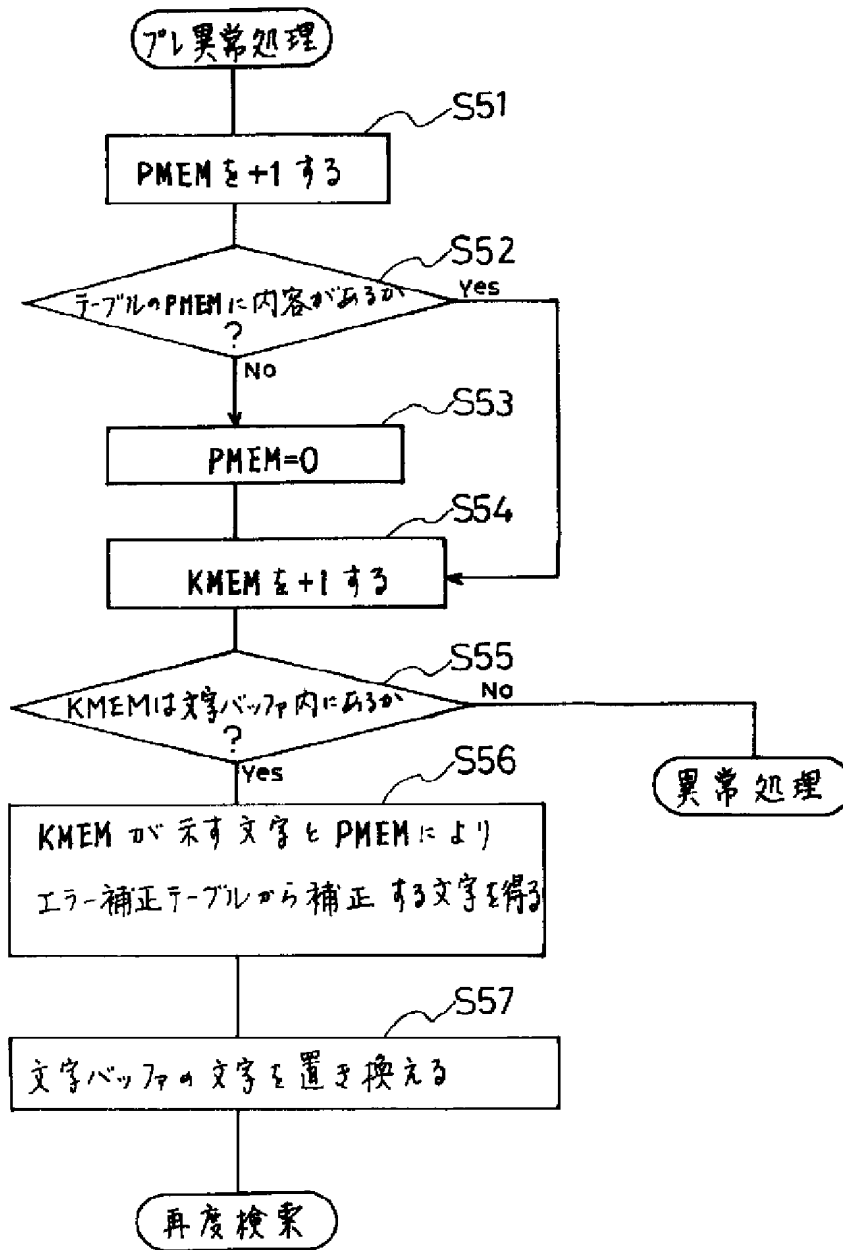 プレ異常処理
S51
PMEMを+1する
S52
テーブルのPMEMに内容があるか
?
Yes
No
S53
PMEM=0
S54
KMEMを+1する
S55
KMEMは文字バッファ内にあるか
?
No
Yes
異常処理
S56
KMEMが示す文字とPMEMにより
エラー補正テーブルから補正する文字を得る
S57
文字バッファの文字を置き換える
再度検索